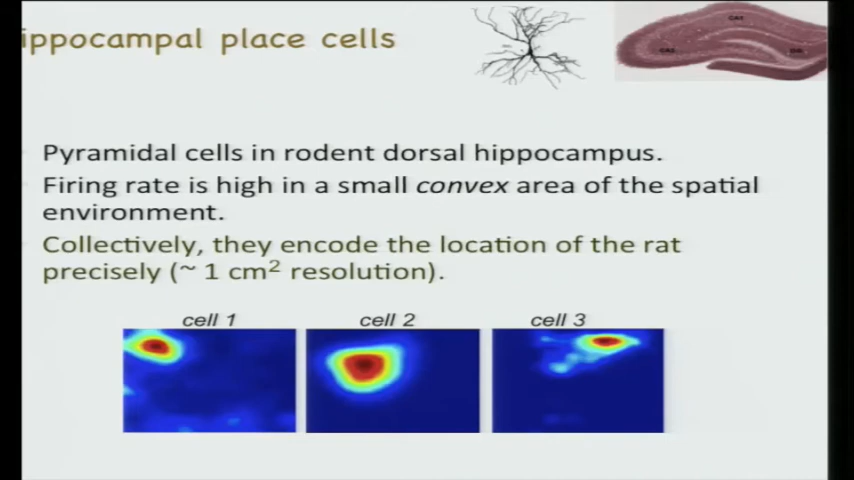 ippocampal place cells
CA1
Pyramidal cells in rodent dorsal hippocampus.
Firing rate is high in a small convex area of the spatial
environment.
Collectively, they encode the location of the rat
precisely (~ 1 cm2 resolution).
cell 1 cell 2 cell 3